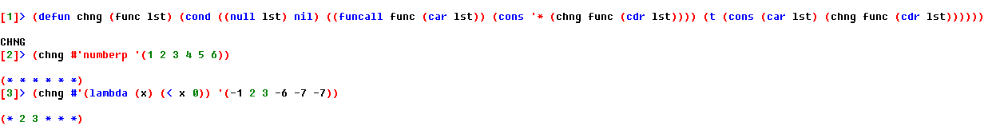 [1]> (defun chng (func lst) (cond ((null lst) nil) ((funcall func (car lst)) (cons '* (chng func (cdr lst)))) (t (cons (car lst) (chng func (cdr lst))))))
CHNG
[2]> (chng #'numberp '(1 2 3 4 5 6))
(* * * * * *)
[3]> (chng #'(lambda (x) (< x 0)) '(-1 2 3 -6 -7 -7))
(* 2 3 * * *)